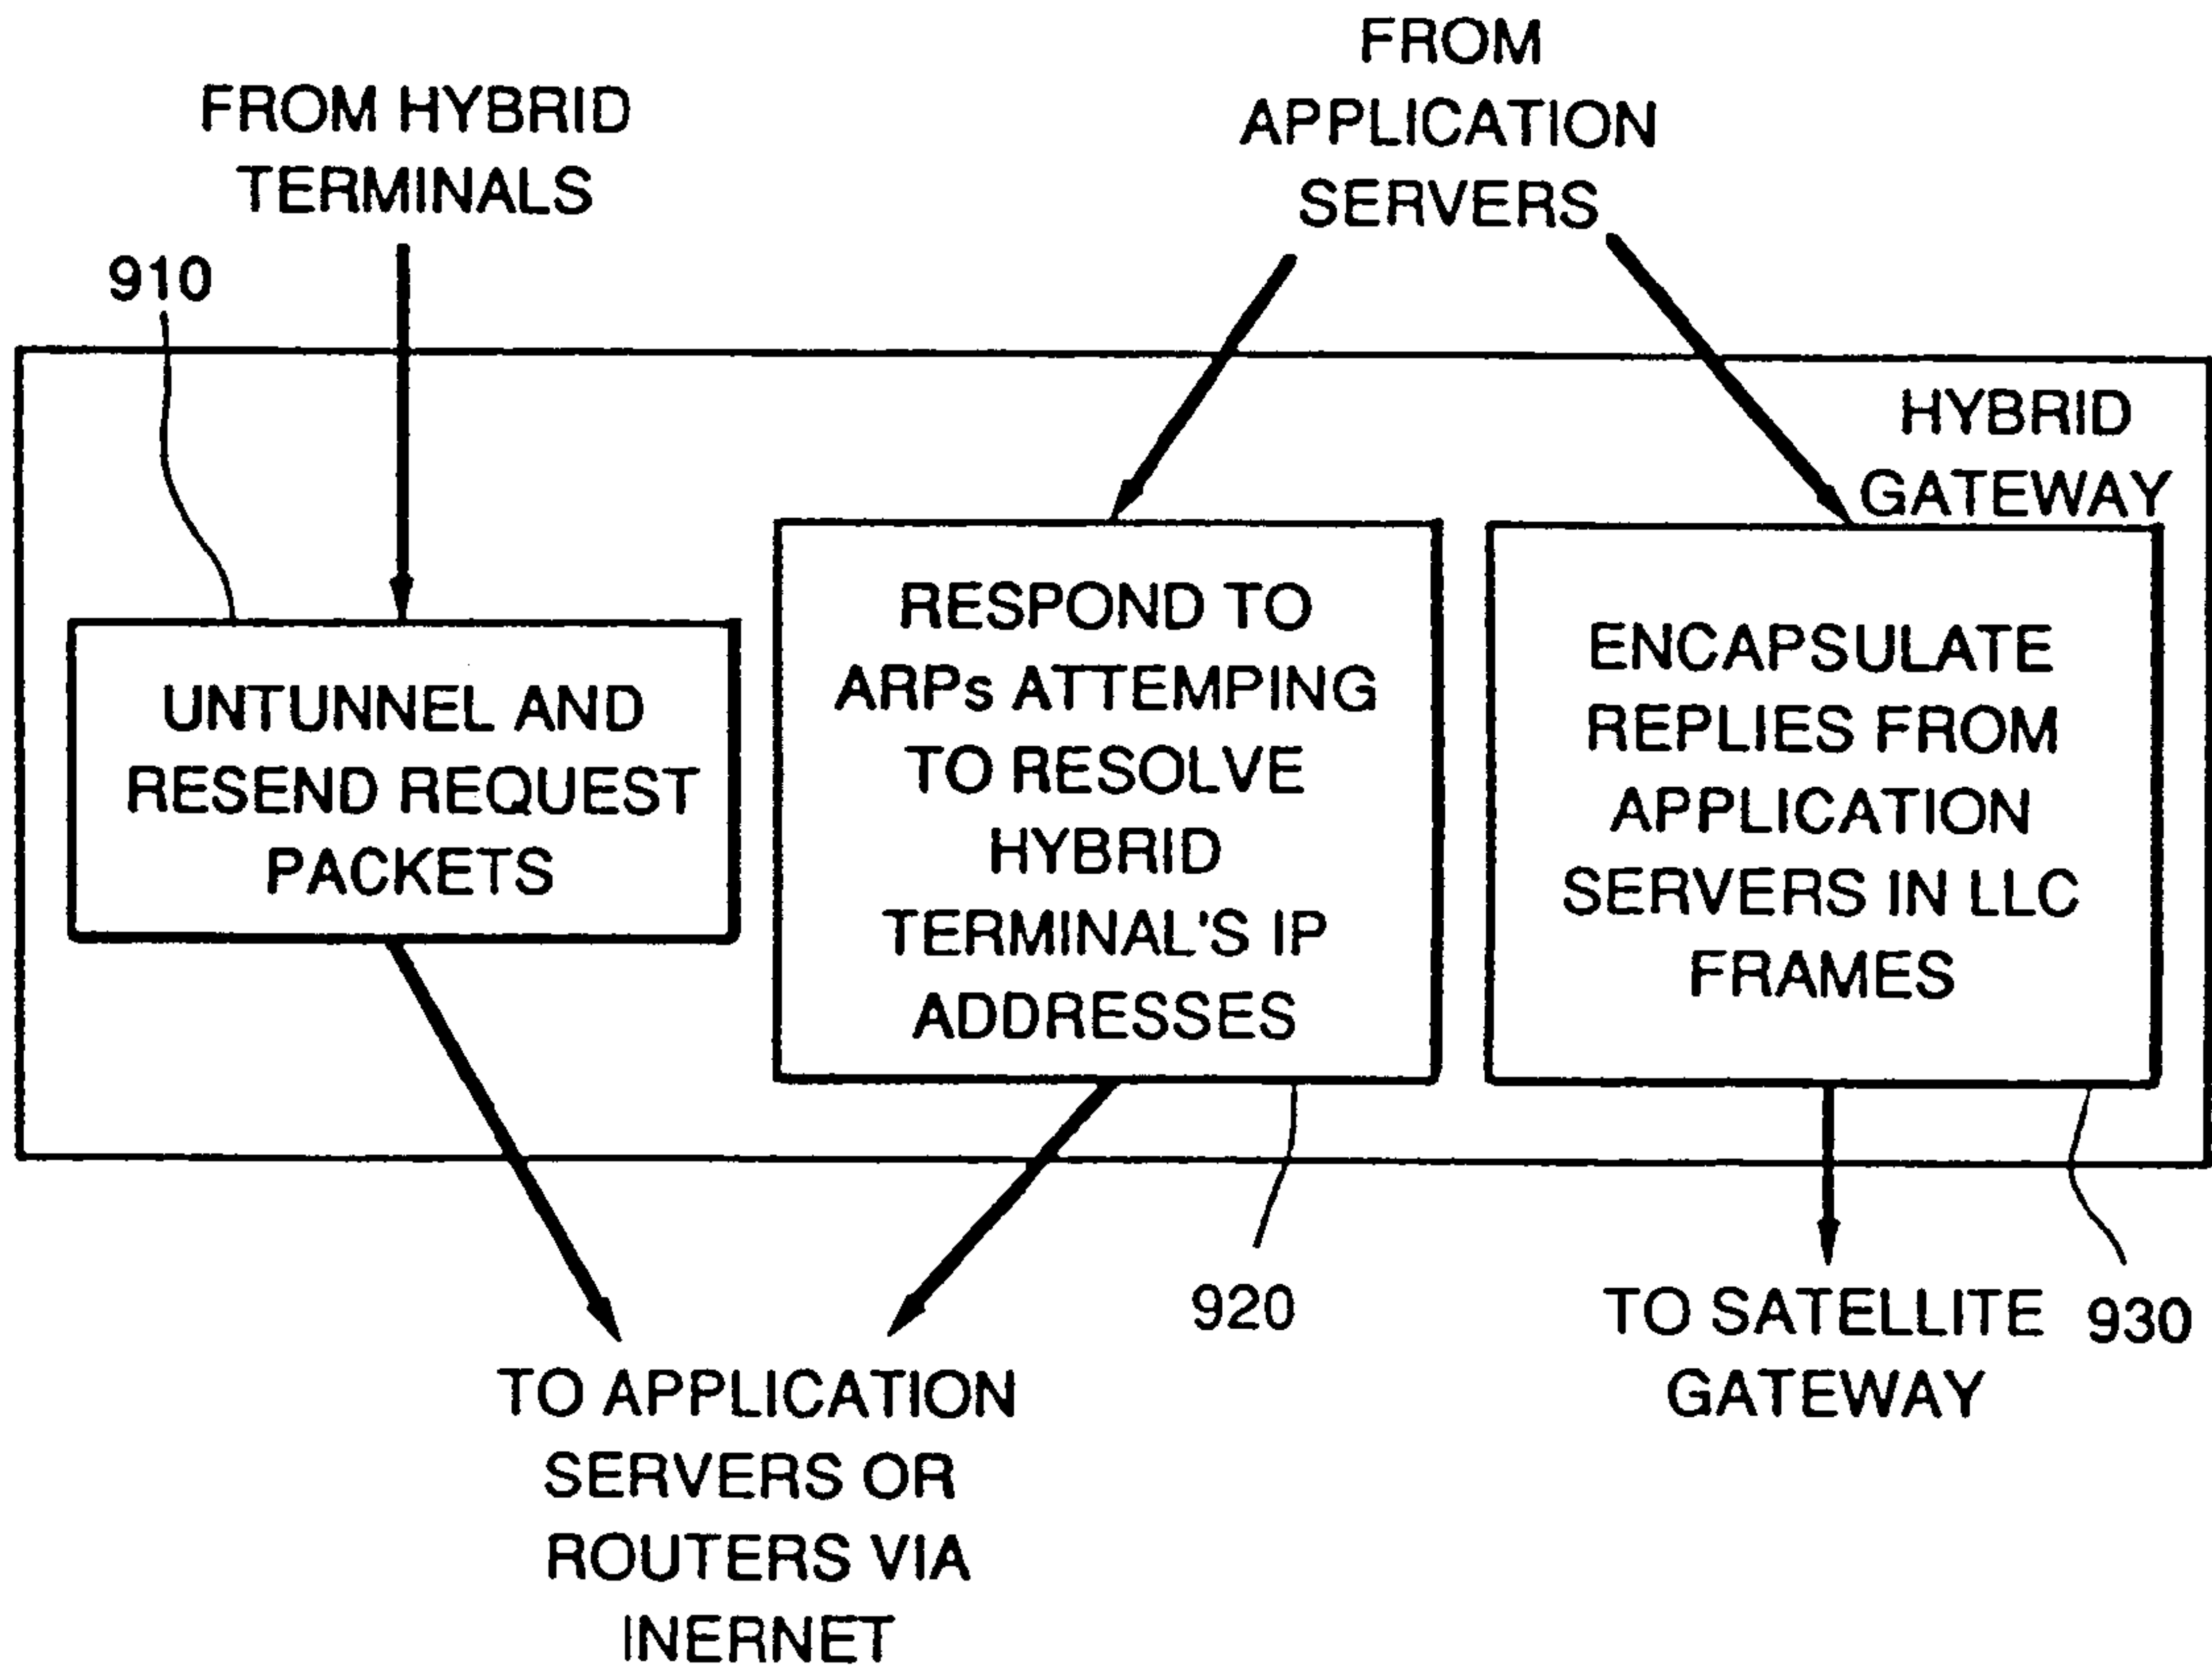 FROM HYBRID
TERMINALS
FROM
APPLICATION
SERVERS
910
HYBRID
GATEWAY
UNTUNNEL AND
RESEND REQUEST
PACKETS
RESPOND TO
ARPs ATTEMPING
TO RESOLVE
HYBRID
TERMINAL'S IP
ADDRESSES
ENCAPSULATE
REPLIES FROM
APPLICATION
SERVERS IN LLC
FRAMES
TO APPLICATION
SERVERS OR
ROUTERS VIA
INERNET
920
TO SATELLITE
GATEWAY
930